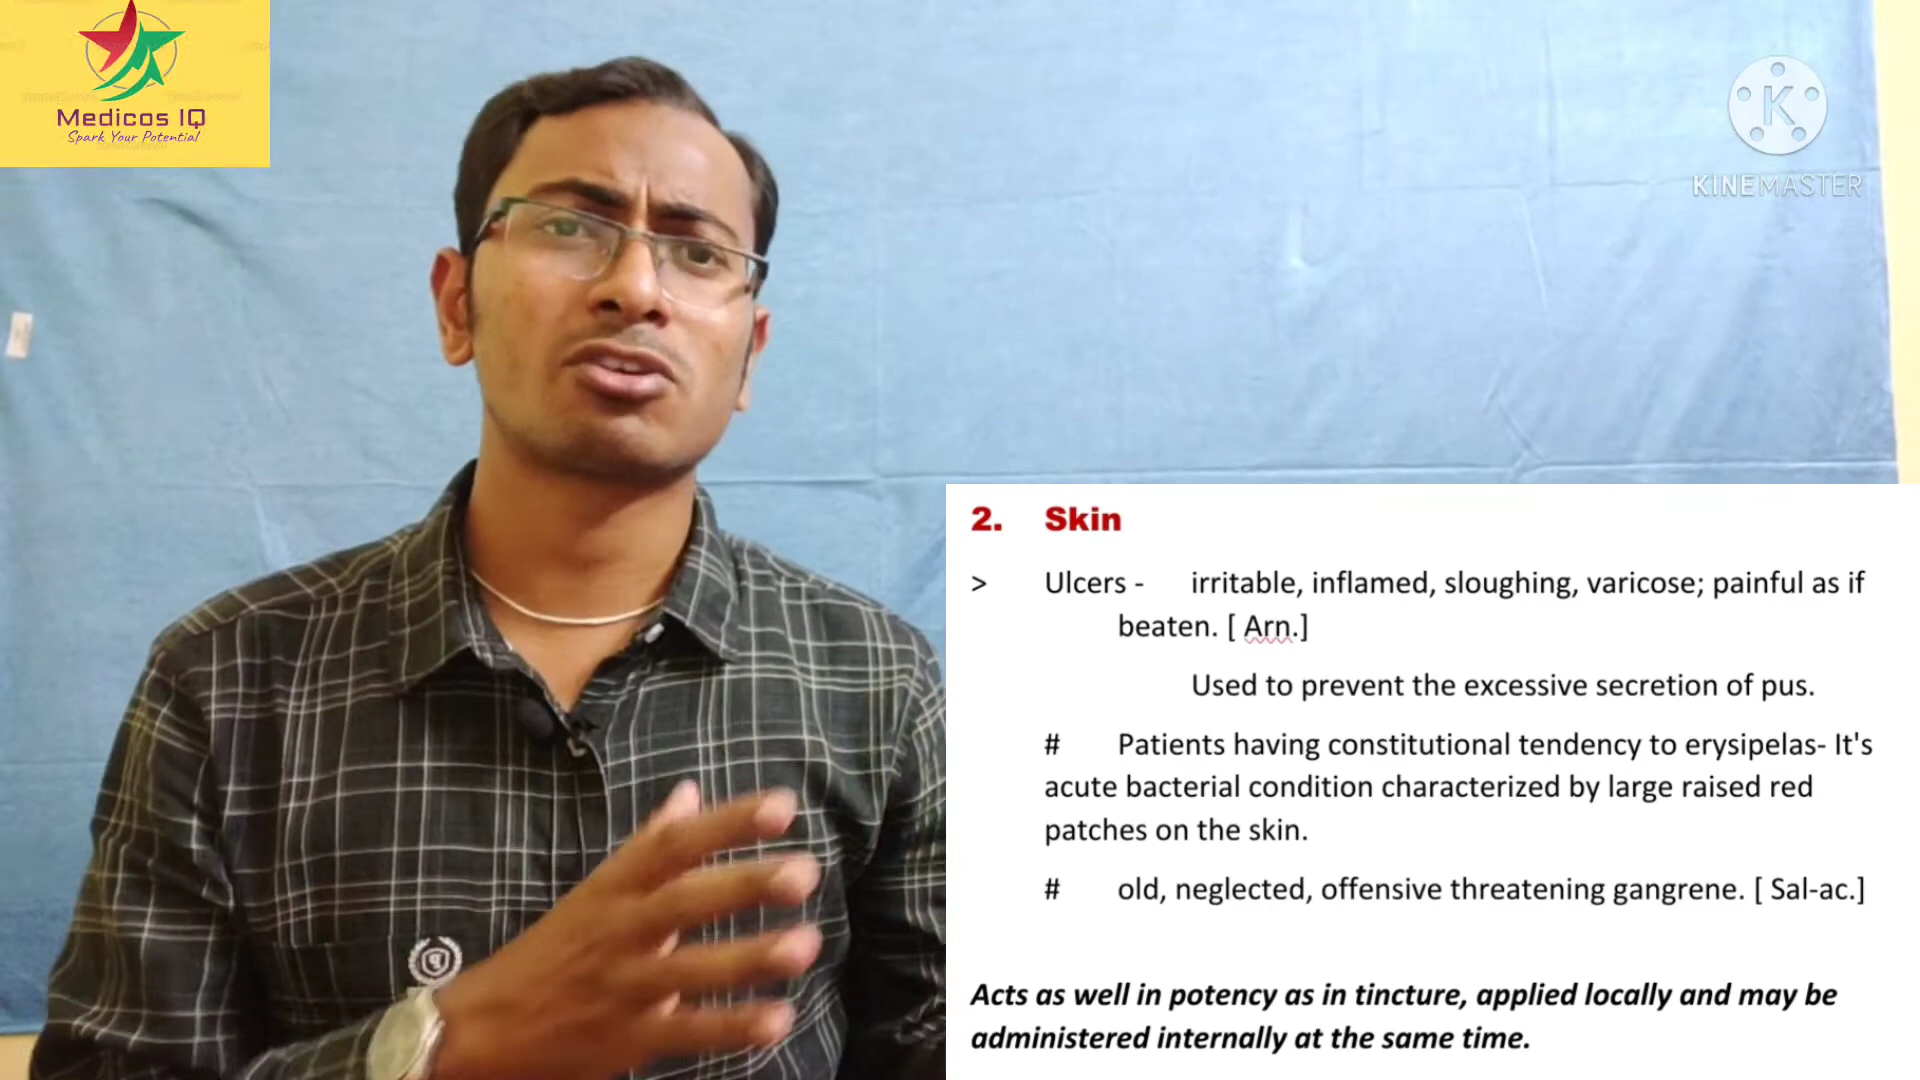 Medicos IQ
Spark Your Potential
K
KINEMASTER
2. Skin
> Ulcers - irritable, inflamed, sloughing, varicose; painful as if
beaten. [ Arn.]
Used to prevent the excessive secretion of pus.
# Patients having constitutional tendency to erysipelas- It's
acute bacterial condition characterized by large raised red
patches on the skin.
# old, neglected, offensive threatening gangrene. [ Sal-ac.]
Acts as well in potency as in tincture, applied locally and may be
administered internally at the same time.